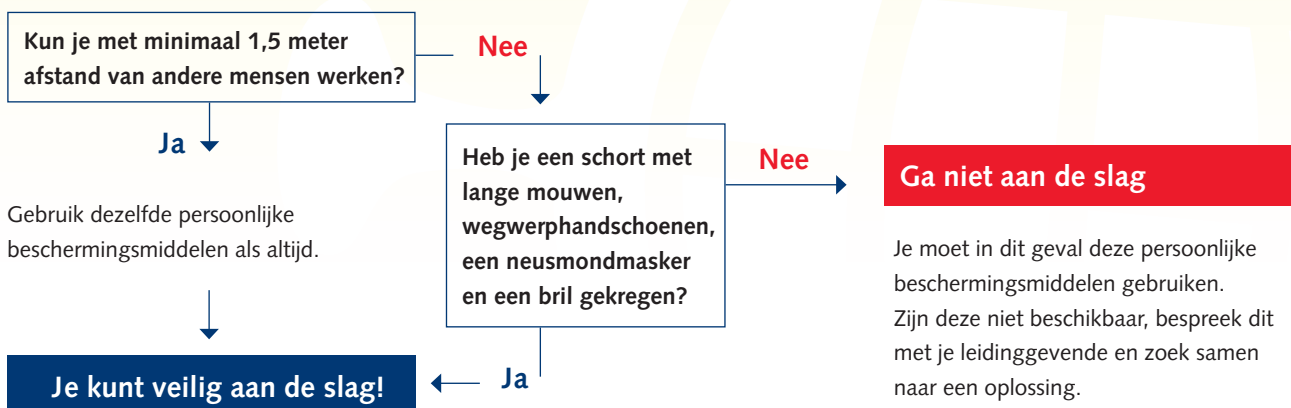 Kun je met minimaal 1,5 meter
afstand van andere mensen werken?
Nee
Ja
Gebruik dezelfde persoonlijke
beschermingsmiddelen als altijd.
Heb je een schort met
lange mouwen,
wegwerphandschoenen,
een neusmondmasker
en een bril gekregen?
Nee
Ga niet aan de slag
Je moet in dit geval deze persoonlijke
beschermingsmiddelen gebruiken.
Zijn deze niet beschikbaar, bespreek dit
met je leidinggevende en zoek samen
naar een oplossing.
Ja
Je kunt veilig aan de slag!